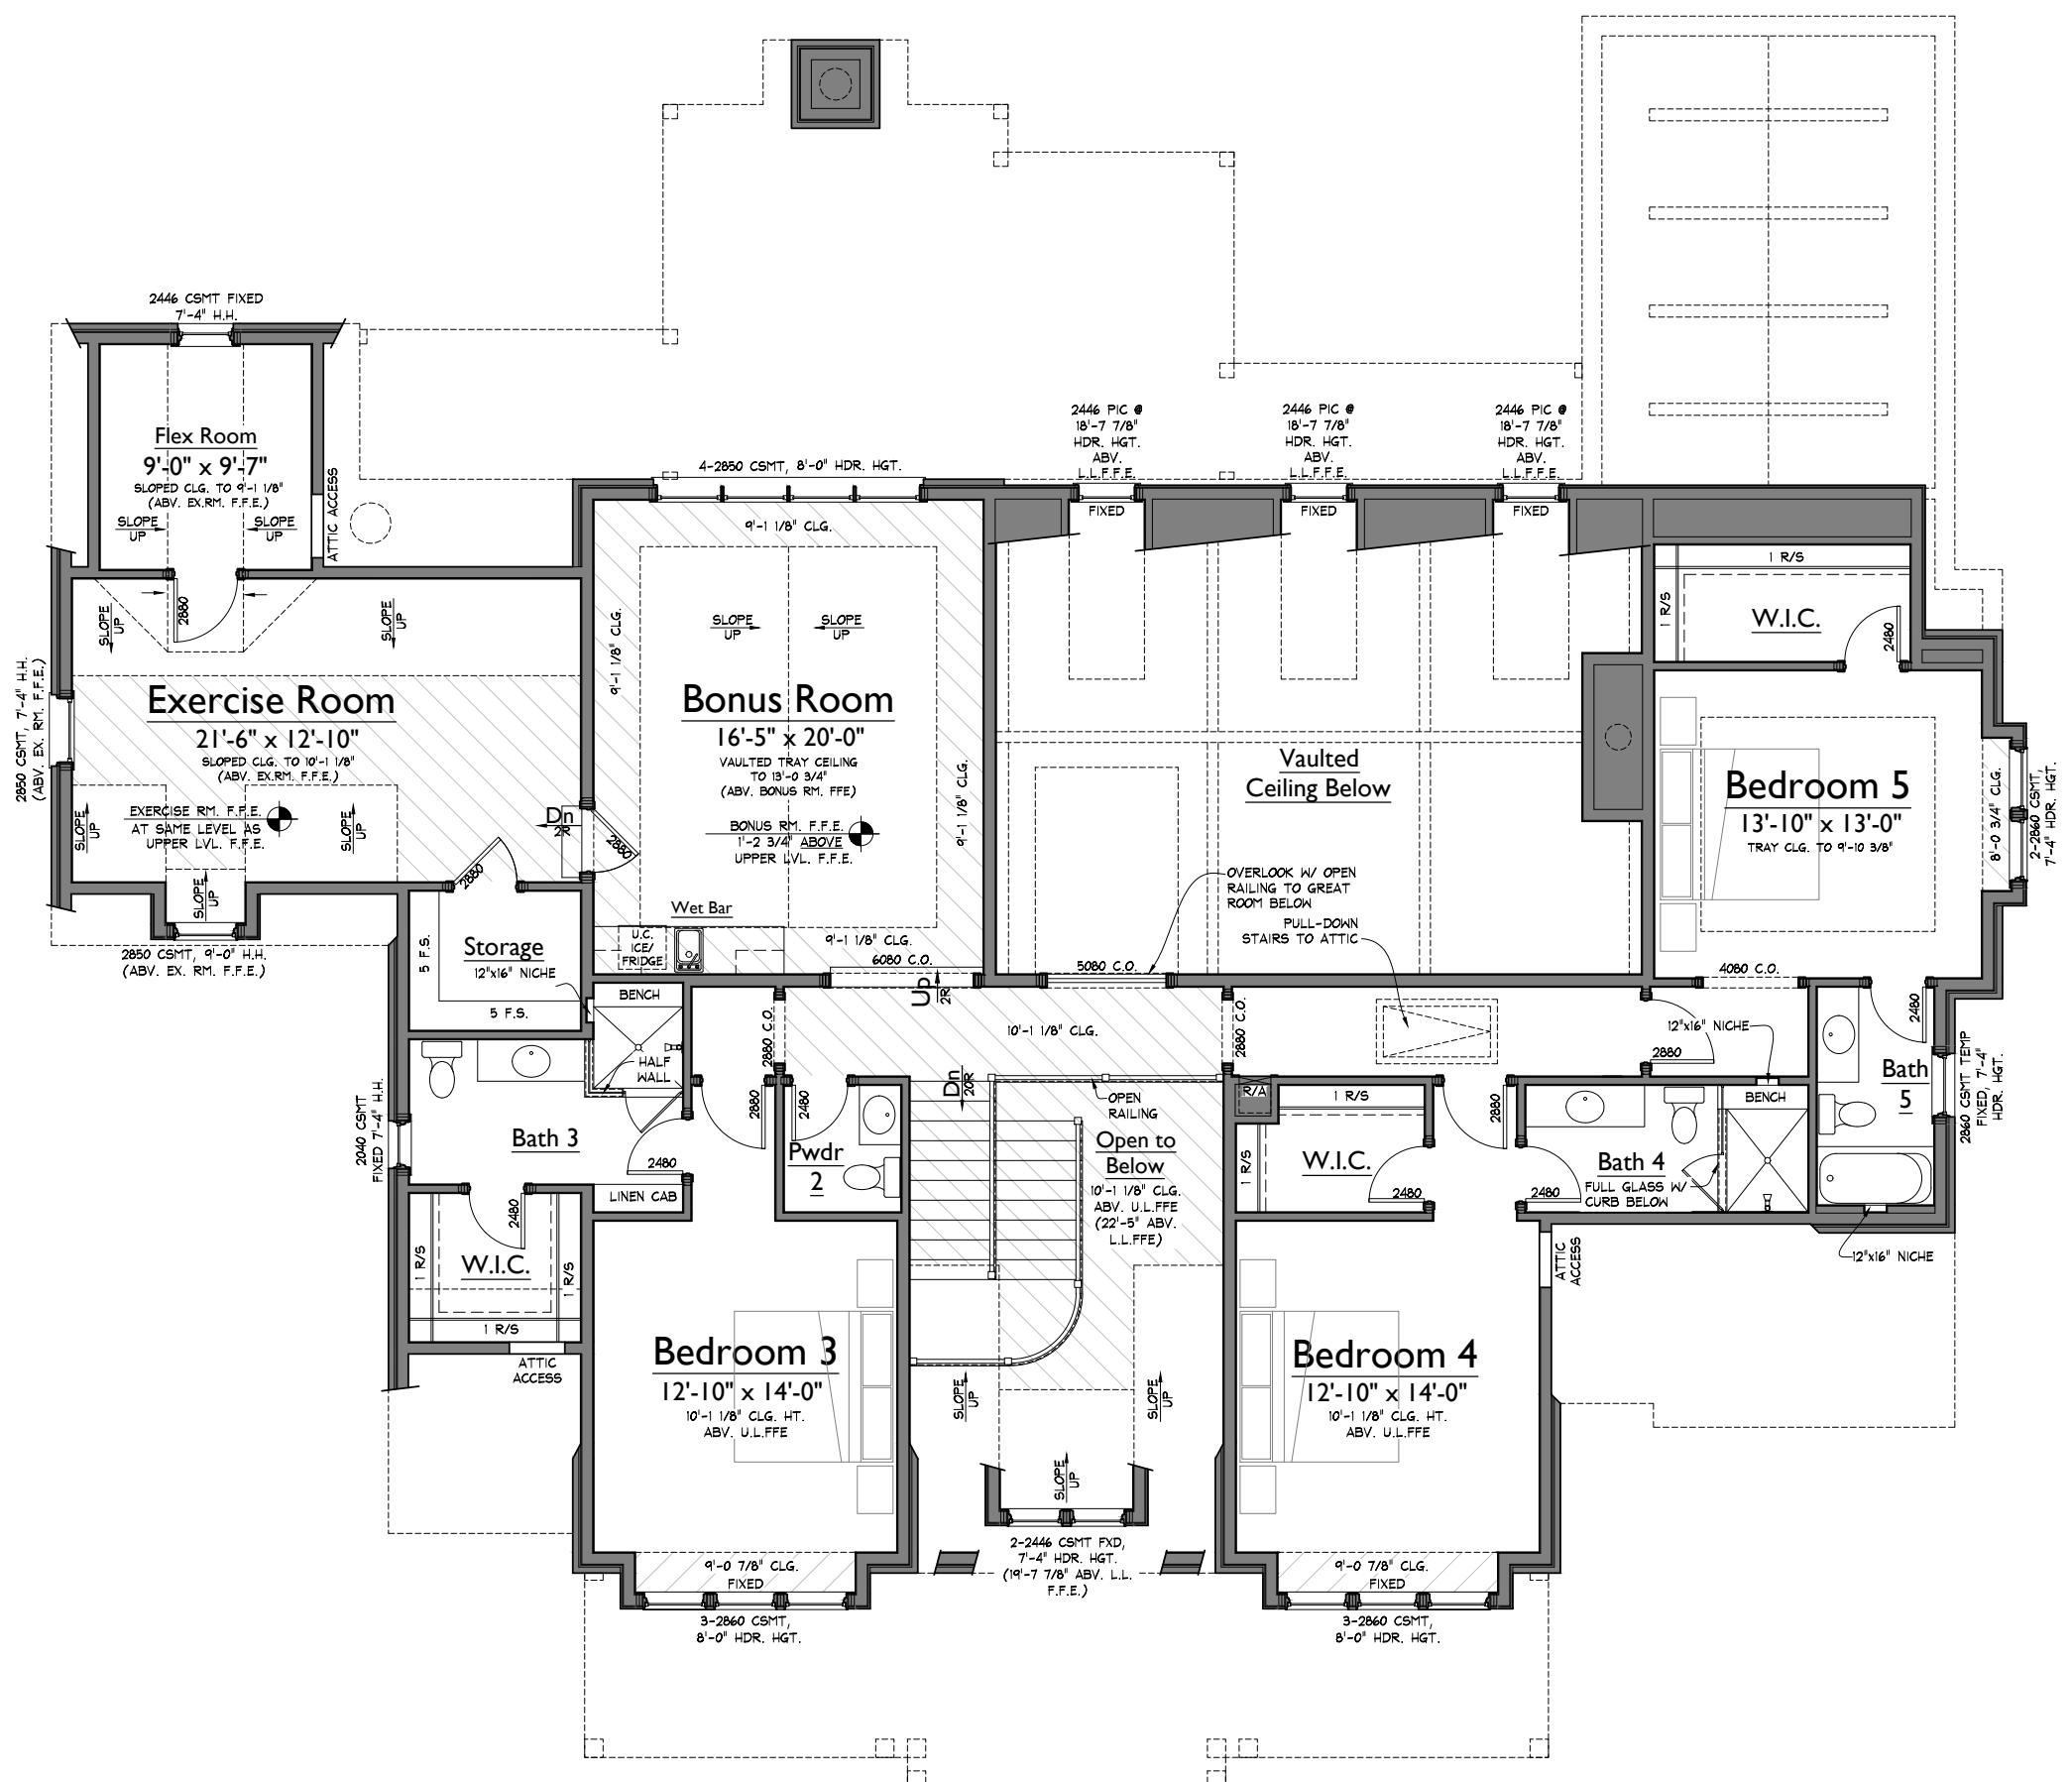 2446 CSMT FIXED
7'-4" H.H.
Flex Room
9'-0" x 9'-7"
SLOPED CLG. TO 9'-1 1/8"
(ABV. EX.RM. F.F.E.)
SLOPE
UP
SLOPE
UP
ATTIC ACCESS
2880
SLOPE
UP
SLOPE
UP
2850 CSMT, 7'-4" H.H.
(ABV. EX. RM. F.F.E.)
Exercise Room
21'-6" x 12'-10"
SLOPED CLG. TO 10'-1 1/8"
(ABV. EX.RM. F.F.E.)
EXERCISE RM. F.F.E.
AT SAME LEVEL AS
UPPER LVL. F.F.E.
SLOPE
UP
SLOPE
UP
SLOPE
UP
2850 CSMT, 9'-0" H.H.
(ABV. EX. RM. F.F.E.)
4-2850 CSMT, 8'-0" HDR. HGT.
9'-1 1/8" CLG.
9'-1 1/8" CLG.
SLOPE
UP
SLOPE
UP
Bonus Room
16'-5" x 20'-0"
VAULTED TRAY CEILING
TO 13'-0 3/4"
(ABV. BONUS RM. FFE)
BONUS RM. F.F.E.
1'-2 3/4" ABOVE
UPPER LVL. F.F.E.
9'-1 1/8" CLG.
Dn
2R
2880
2880
Wet Bar
U.C.
ICE/
FRIDGE
9'-1 1/8" CLG.
6080 C.O.
Up
2R
2446 PIC @
18'-7 7/8"
HDR. HGT.
ABV.
L.L.F.F.E.
FIXED
2446 PIC @
18'-7 7/8"
HDR. HGT.
ABV.
L.L.F.F.E.
FIXED
2446 PIC @
18'-7 7/8"
HDR. HGT.
ABV.
L.L.F.F.E.
FIXED
Vaulted
Ceiling Below
OVERLOOK W/ OPEN
RAILING TO GREAT
ROOM BELOW
PULL-DOWN
STAIRS TO ATTIC
5080 C.O.
1 R/S
1 R/S
W.I.C.
2480
Bedroom 5
13'-10" x 13'-0"
TRAY CLG. TO 9'-10 3/8"
8'-0 3/4" CLG.
2-2860 CSMT,
7'-4" HDR. HGT.
4080 C.O.
Storage
5 F.S.
5 F.S.
12"x16" NICHE
BENCH
HALF
WALL
2880 C.O.
10'-1 1/8" CLG.
2880 C.O.
12"x16" NICHE
2880
2480
Bath
5
2860 CSMT TEMP
FIXED, 7'-4"
HDR. HGT.
12"x16" NICHE
2040 CSMT
FIXED 7'-4" H.H.
Bath 3
2480
LINEN CAB
2480
1 R/S
W.I.C.
1 R/S
1 R/S
ATTIC
ACCESS
2880
2480
Pwdr
2
Dn
20R
OPEN
RAILING
Open to
Below
10'-1 1/8" CLG.
ABV. U.L.FFE
(22'-5" ABV.
L.L.FFE)
R/A
1 R/S
1 R/S
W.I.C.
2480
2880
2480
Bath 4
FULL GLASS W/
CURB BELOW
BENCH
ATTIC
ACCESS
Bedroom 3
12'-10" x 14'-0"
10'-1 1/8" CLG. HT.
ABV. U.L.FFE
9'-0 7/8" CLG.
FIXED
3-2860 CSMT,
8'-0" HDR. HGT.
SLOPE
UP
SLOPE
UP
SLOPE
UP
2-2446 CSMT FXD,
7'-4" HDR. HGT.
(19'-7 7/8" ABV. L.L.
F.F.E.)
Bedroom 4
12'-10" x 14'-0"
10'-1 1/8" CLG. HT.
ABV. U.L.FFE
9'-0 7/8" CLG.
FIXED
3-2860 CSMT,
8'-0" HDR. HGT.